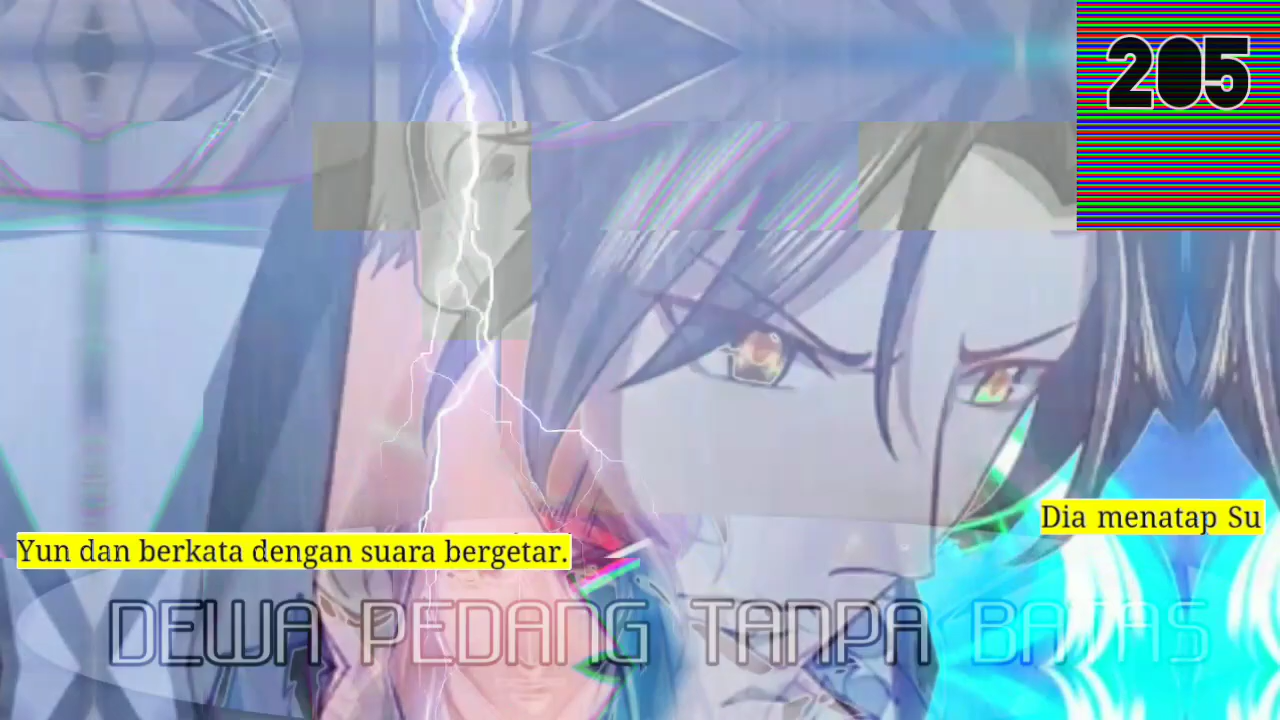 205
Dia menatap Su
Yun dan berkata dengan suara bergetar.
DEWA PEDANG TANPA BATAS